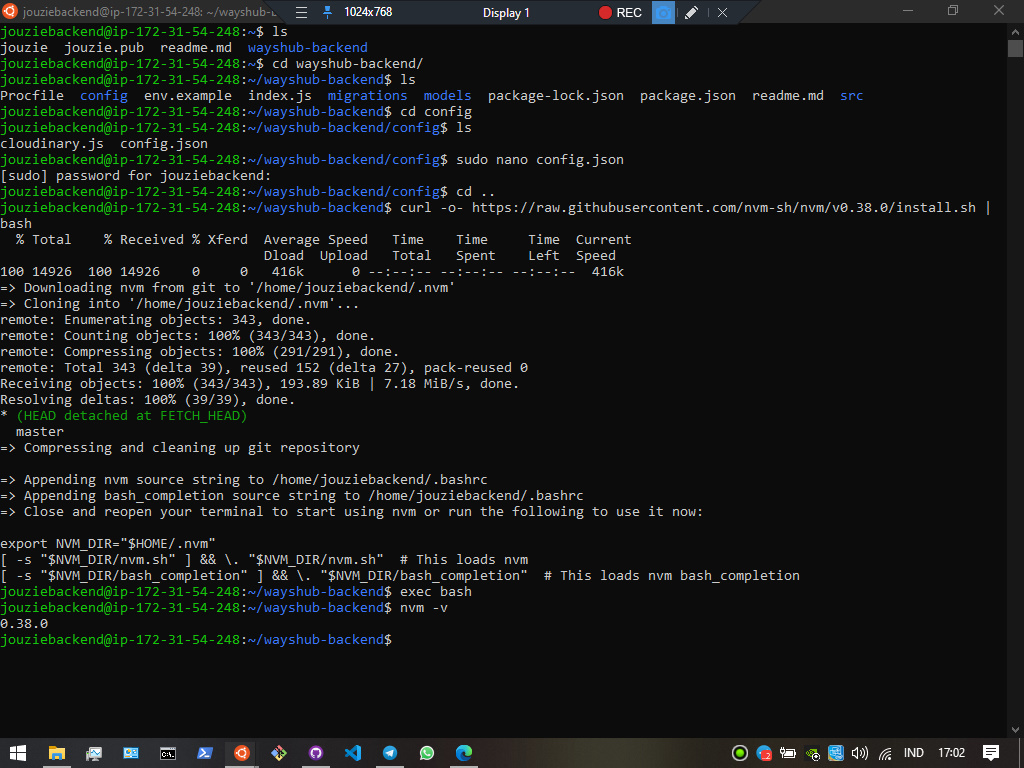 jouziebackend@ip-172-31-54-248: ~/wayshub-b
1024x768
Display 1
REC
jouziebackend@ip-172-31-54-248:~$ ls
jouzie  jouzie.pub  readme.md  wayshub-backend
jouziebackend@ip-172-31-54-248:~$ cd wayshub-backend/
jouziebackend@ip-172-31-54-248:~/wayshub-backend$ ls
Procfile  config  env.example  index.js  migrations  models  package-lock.json  package.json  readme.md  src
jouziebackend@ip-172-31-54-248:~/wayshub-backend$ cd config
jouziebackend@ip-172-31-54-248:~/wayshub-backend/config$ ls
cloudinary.js  config.json
jouziebackend@ip-172-31-54-248:~/wayshub-backend/config$ sudo nano config.json
[sudo] password for jouziebackend:
jouziebackend@ip-172-31-54-248:~/wayshub-backend/config$ cd ..
jouziebackend@ip-172-31-54-248:~/wayshub-backend$ curl -o- https://raw.githubusercontent.com/nvm-sh/nvm/v0.38.0/install.sh |
bash
  % Total    % Received % Xferd  Average Speed   Time    Time     Time  Current
                                 Dload  Upload   Total   Spent    Left  Speed
100 14926  100 14926    0     0   416k      0 --:--:-- --:--:-- --:--:--  416k
=> Downloading nvm from git to '/home/jouziebackend/.nvm'
=> Cloning into '/home/jouziebackend/.nvm'...
remote: Enumerating objects: 343, done.
remote: Counting objects: 100% (343/343), done.
remote: Compressing objects: 100% (291/291), done.
remote: Total 343 (delta 39), reused 152 (delta 27), pack-reused 0
Receiving objects: 100% (343/343), 193.89 KiB | 7.18 MiB/s, done.
Resolving deltas: 100% (39/39), done.
* (HEAD detached at FETCH_HEAD)
  master
=> Compressing and cleaning up git repository
=> Appending nvm source string to /home/jouziebackend/.bashrc
=> Appending bash_completion source string to /home/jouziebackend/.bashrc
=> Close and reopen your terminal to start using nvm or run the following to use it now:
export NVM_DIR="$HOME/.nvm"
[ -s "$NVM_DIR/nvm.sh" ] && \. "$NVM_DIR/nvm.sh"  # This loads nvm
[ -s "$NVM_DIR/bash_completion" ] && \. "$NVM_DIR/bash_completion"  # This loads nvm bash_completion
jouziebackend@ip-172-31-54-248:~/wayshub-backend$ exec bash
jouziebackend@ip-172-31-54-248:~/wayshub-backend$ nvm -v
0.38.0
jouziebackend@ip-172-31-54-248:~/wayshub-backend$
IND
17:02